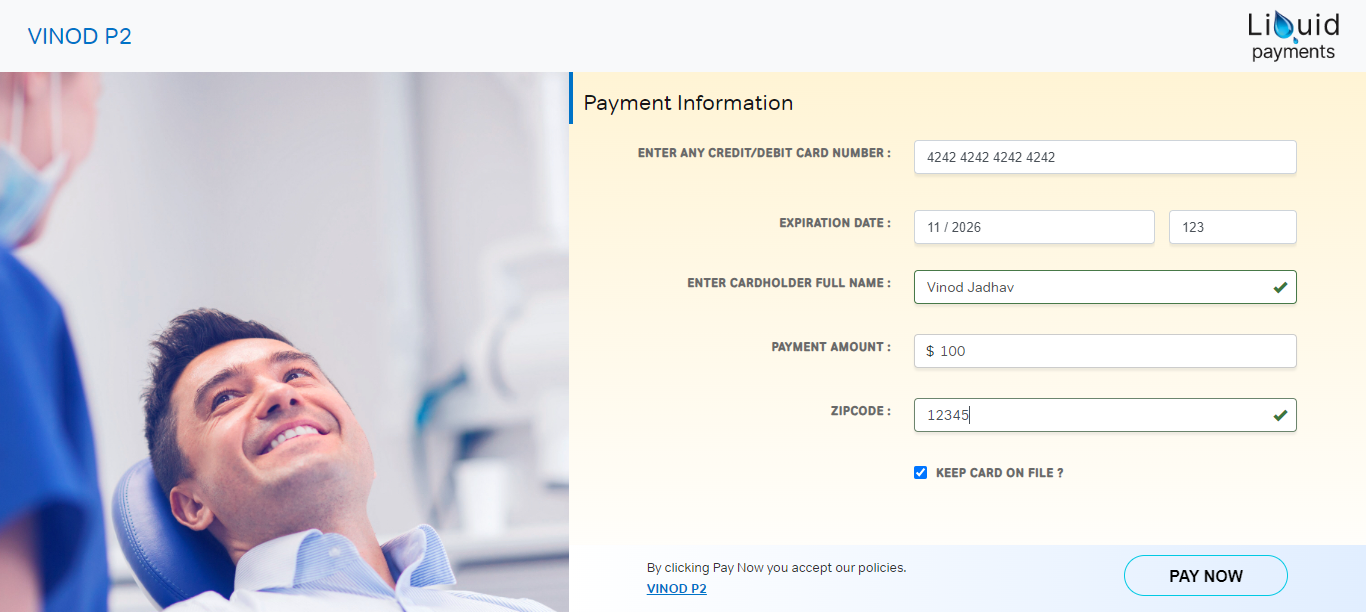 VINOD P2
Liquid
payments
Payment Information
ENTER ANY CREDIT/DEBIT CARD NUMBER :
4242 4242 4242 4242
EXPIRATION DATE :
11 / 2026
123
ENTER CARDHOLDER FULL NAME :
Vinod Jadhav
PAYMENT AMOUNT :
$ 100
ZIPCODE :
12345
KEEP CARD ON FILE ?
By clicking Pay Now you accept our policies.
VINOD P2
PAY NOW